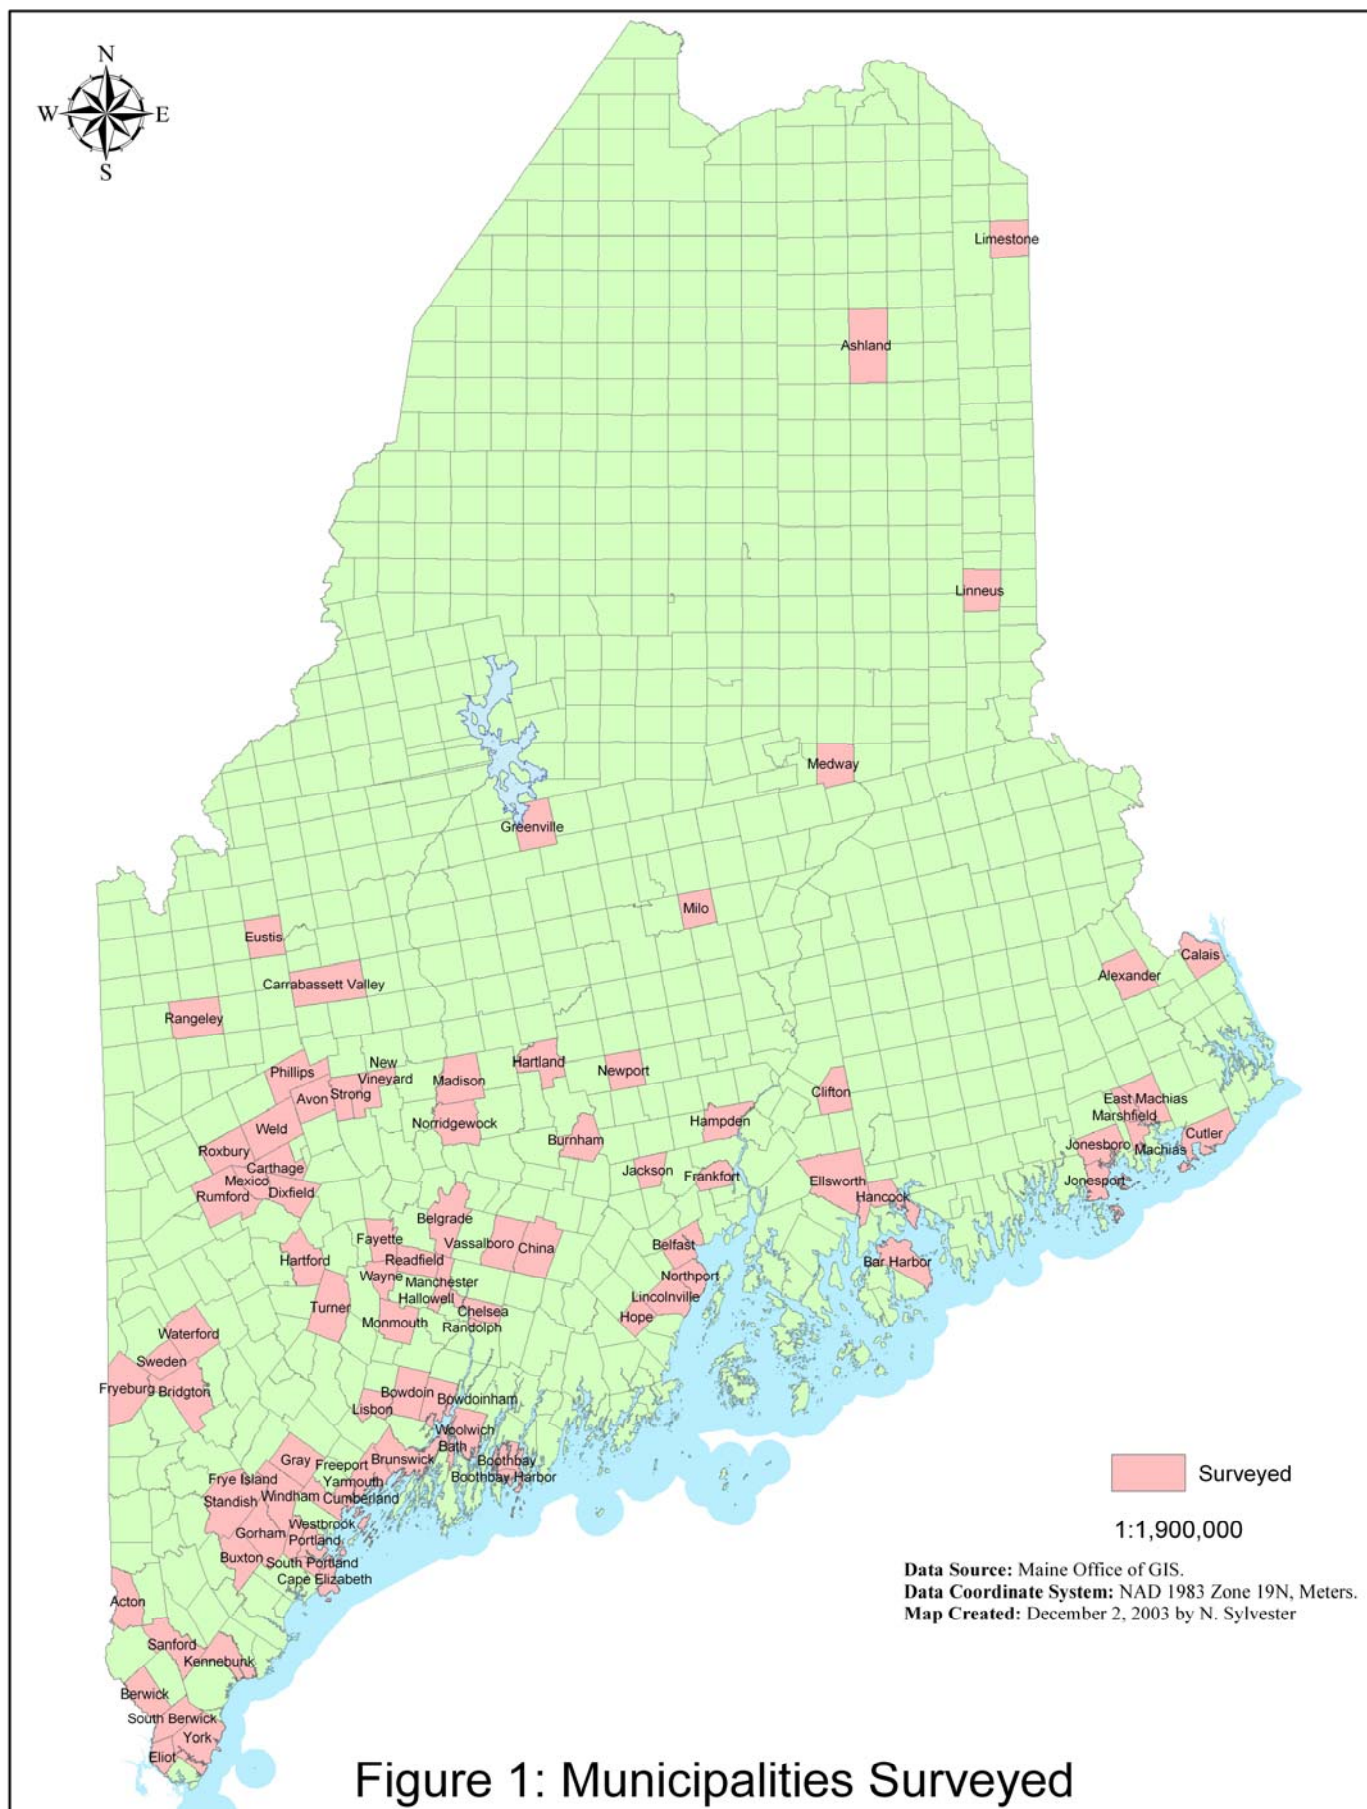 N
W E
S
Limestone
Ashland
Linneus
Medway
Greenville
Milo
Eustis
Calais
Alexander
Carrabassett Valley
Rangeley
New
Vineyard
Hartland
Phillips
Madison
Newport
Strong
Avon
Clifton
East Machias
Marshfield
Norridgewock
Hampden
Weld
Burnham
Cutler
Jonesboro
Machias
Roxbury
Carthage
Jackson
Frankfort
Mexico
Rumford
Dixfield
Ellsworth
Jonesport
Hancock
Belgrade
Fayette
Vassalboro
China
Belfast
Hartford
Readfield
Bar Harbor
Wayne
Manchester
Northport
Hallowell
Lincolnville
Turner
Chelsea
Monmouth
Randolph
Hope
Waterford
Sweden
Fryeburg
Bridgton
Bowdoin
Bowdoinham
Lisbon
Woolwich
Bath
Gray
Freeport
Brunswick
Boothbay
Frye Island
Yarmouth
Boothbay Harbor
Standish
Windham
Cumberland
Westbrook
Gorham
Portland
Buxton
South Portland
Cape Elizabeth
Acton
Sanford
Kennebunk
Berwick
South Berwick
York
Eliot
Surveyed
1:1,900,000
Data Source: Maine Office of GIS.
Data Coordinate System: NAD 1983 Zone 19N, Meters.
Map Created: December 2, 2003 by N. Sylvester
Figure 1: Municipalities Surveyed